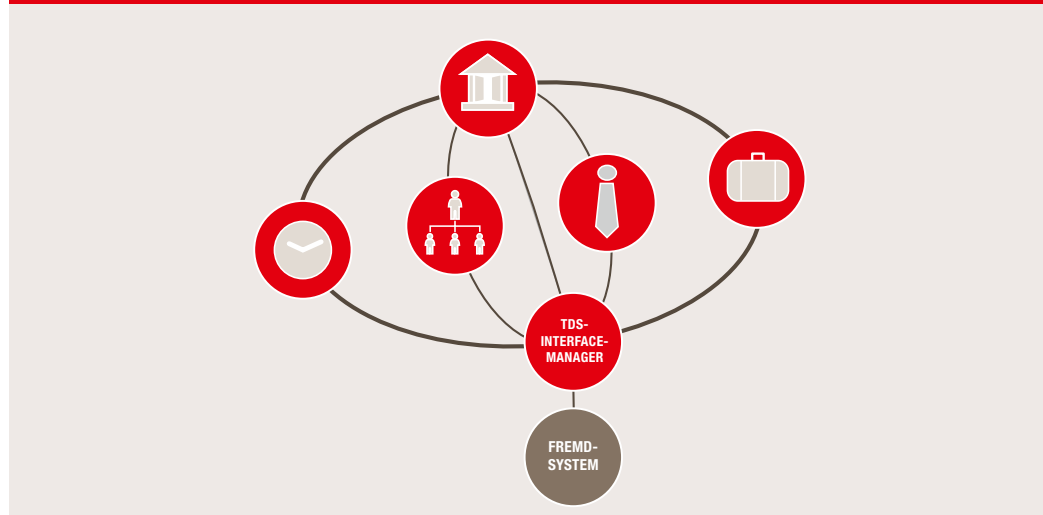 TDS-
INTERFACE-
MANAGER
FREMD-
SYSTEM